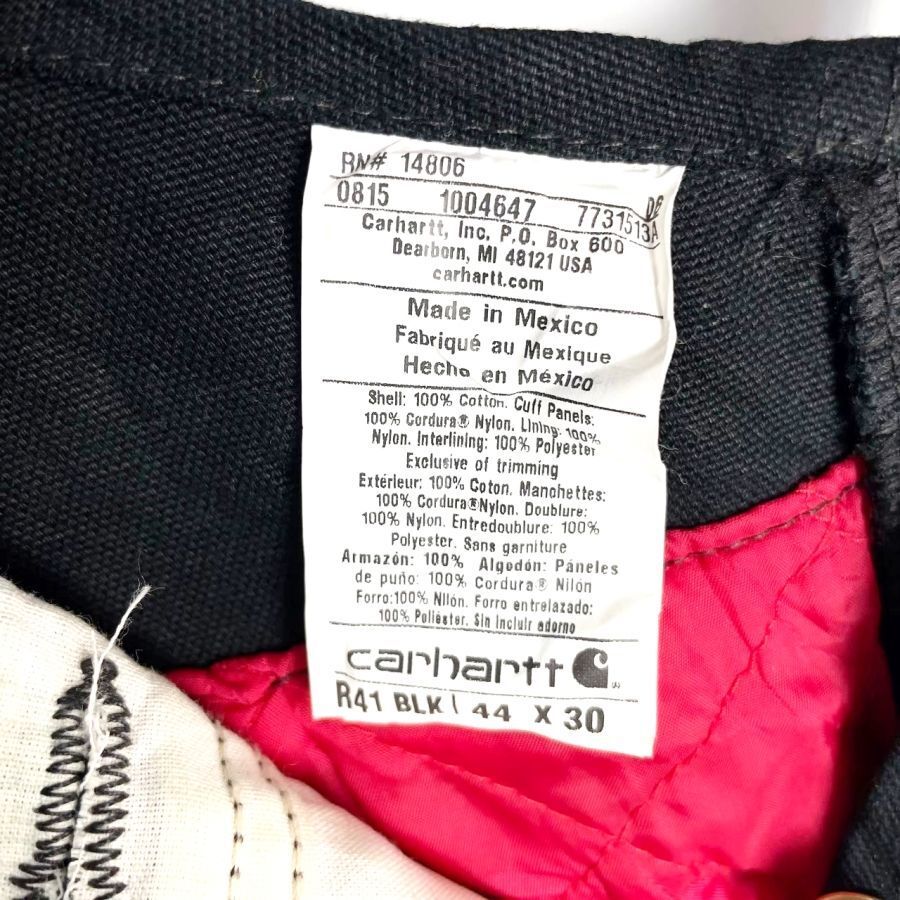 RN# 14806
0815 1004647 7731513A 06
Carhartt, Inc. P.O. Box 600
Dearborn, MI 48121 USA
carhartt.com
Made in Mexico
Fabriqué au Mexique
Hecho en México
Shell: 100% Cotton. Cuff Panels:
100% Cordura® Nylon. Lining: 100%
Nylon. Interlining: 100% Polyester
Exclusive of trimming
Extérieur: 100% Coton. Manchettes:
100% Cordura®Nylon. Doublure:
100% Nylon. Entredoublure: 100%
Polyester. Sans garniture
Armazón: 100% Algodón: Páneles
de puño: 100% Cordura® Nilón
Forro:100% Nilón. Forro entrelazado:
100% Poliéster. Sin incluir adorno
carhartt
R41 BLK 44 X 30